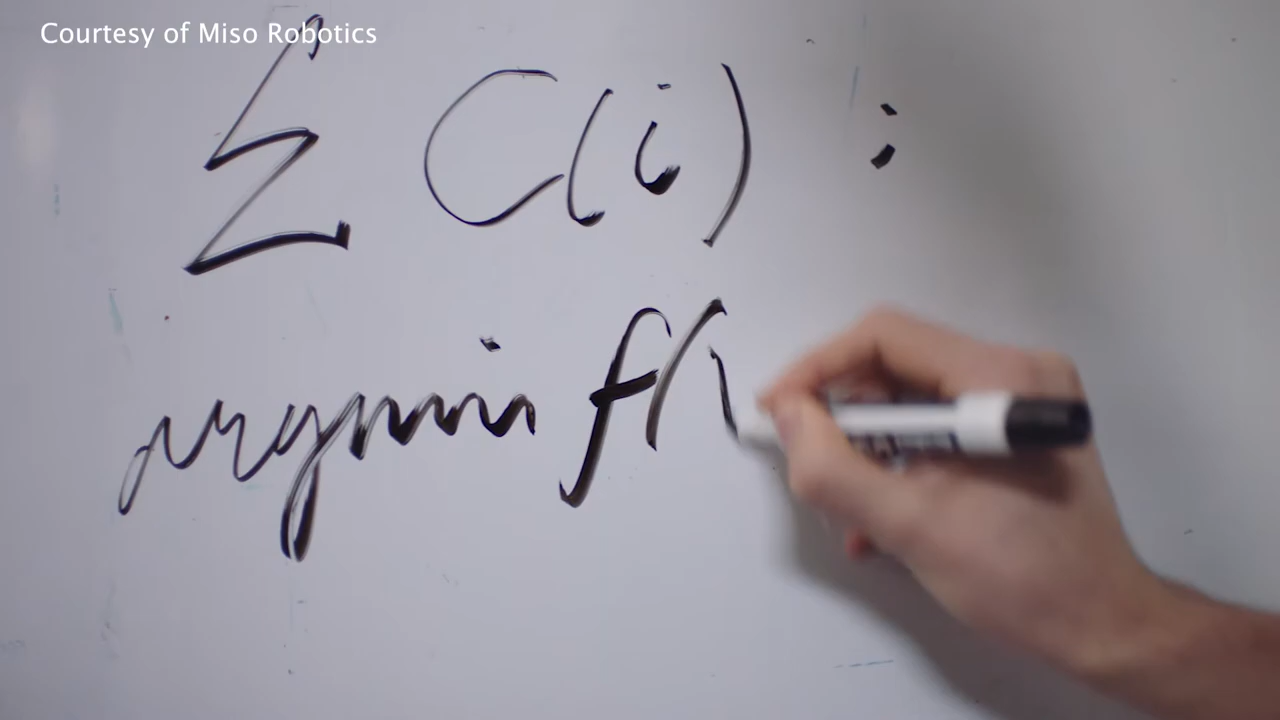 Courtesy of Miso Robotics
Σ C(i) :
argmin f(